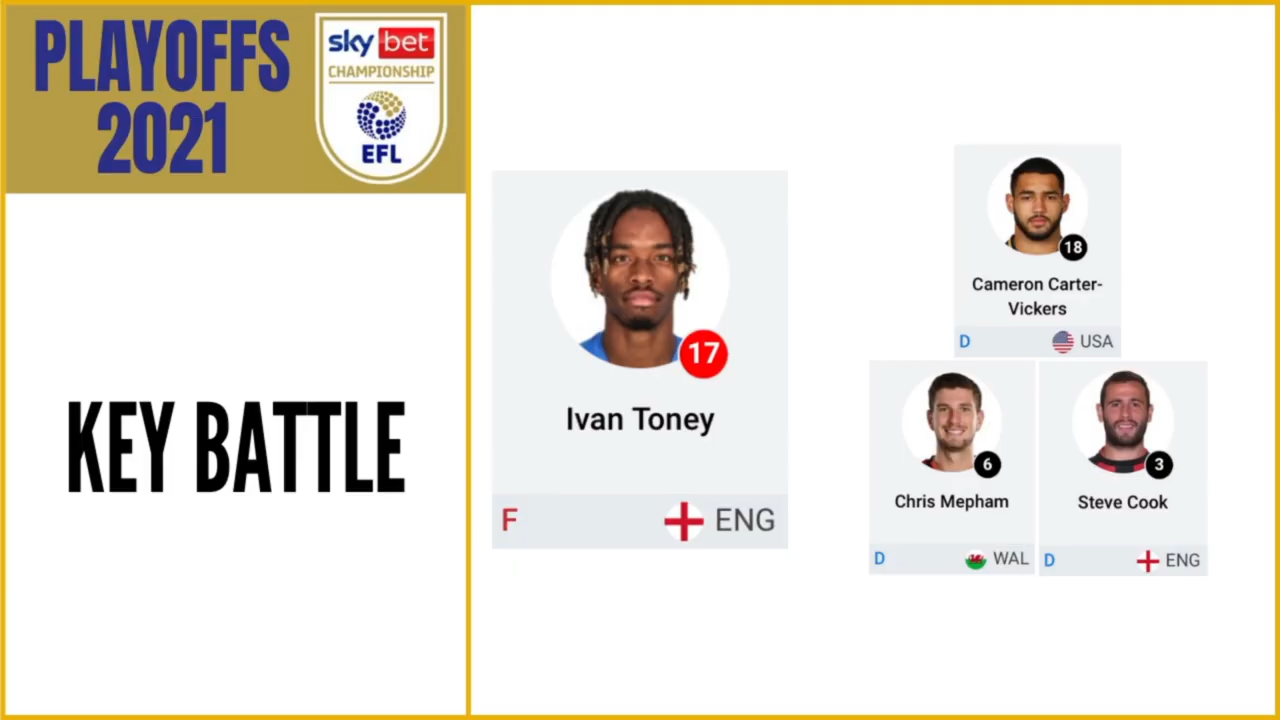 PLAYOFFS
2021
sky bet
CHAMPIONSHIP
EFL
KEY BATTLE
17
Ivan Toney
F
ENG
18
Cameron Carter-
Vickers
D
USA
6
Chris Mepham
D
WAL
3
Steve Cook
D
ENG